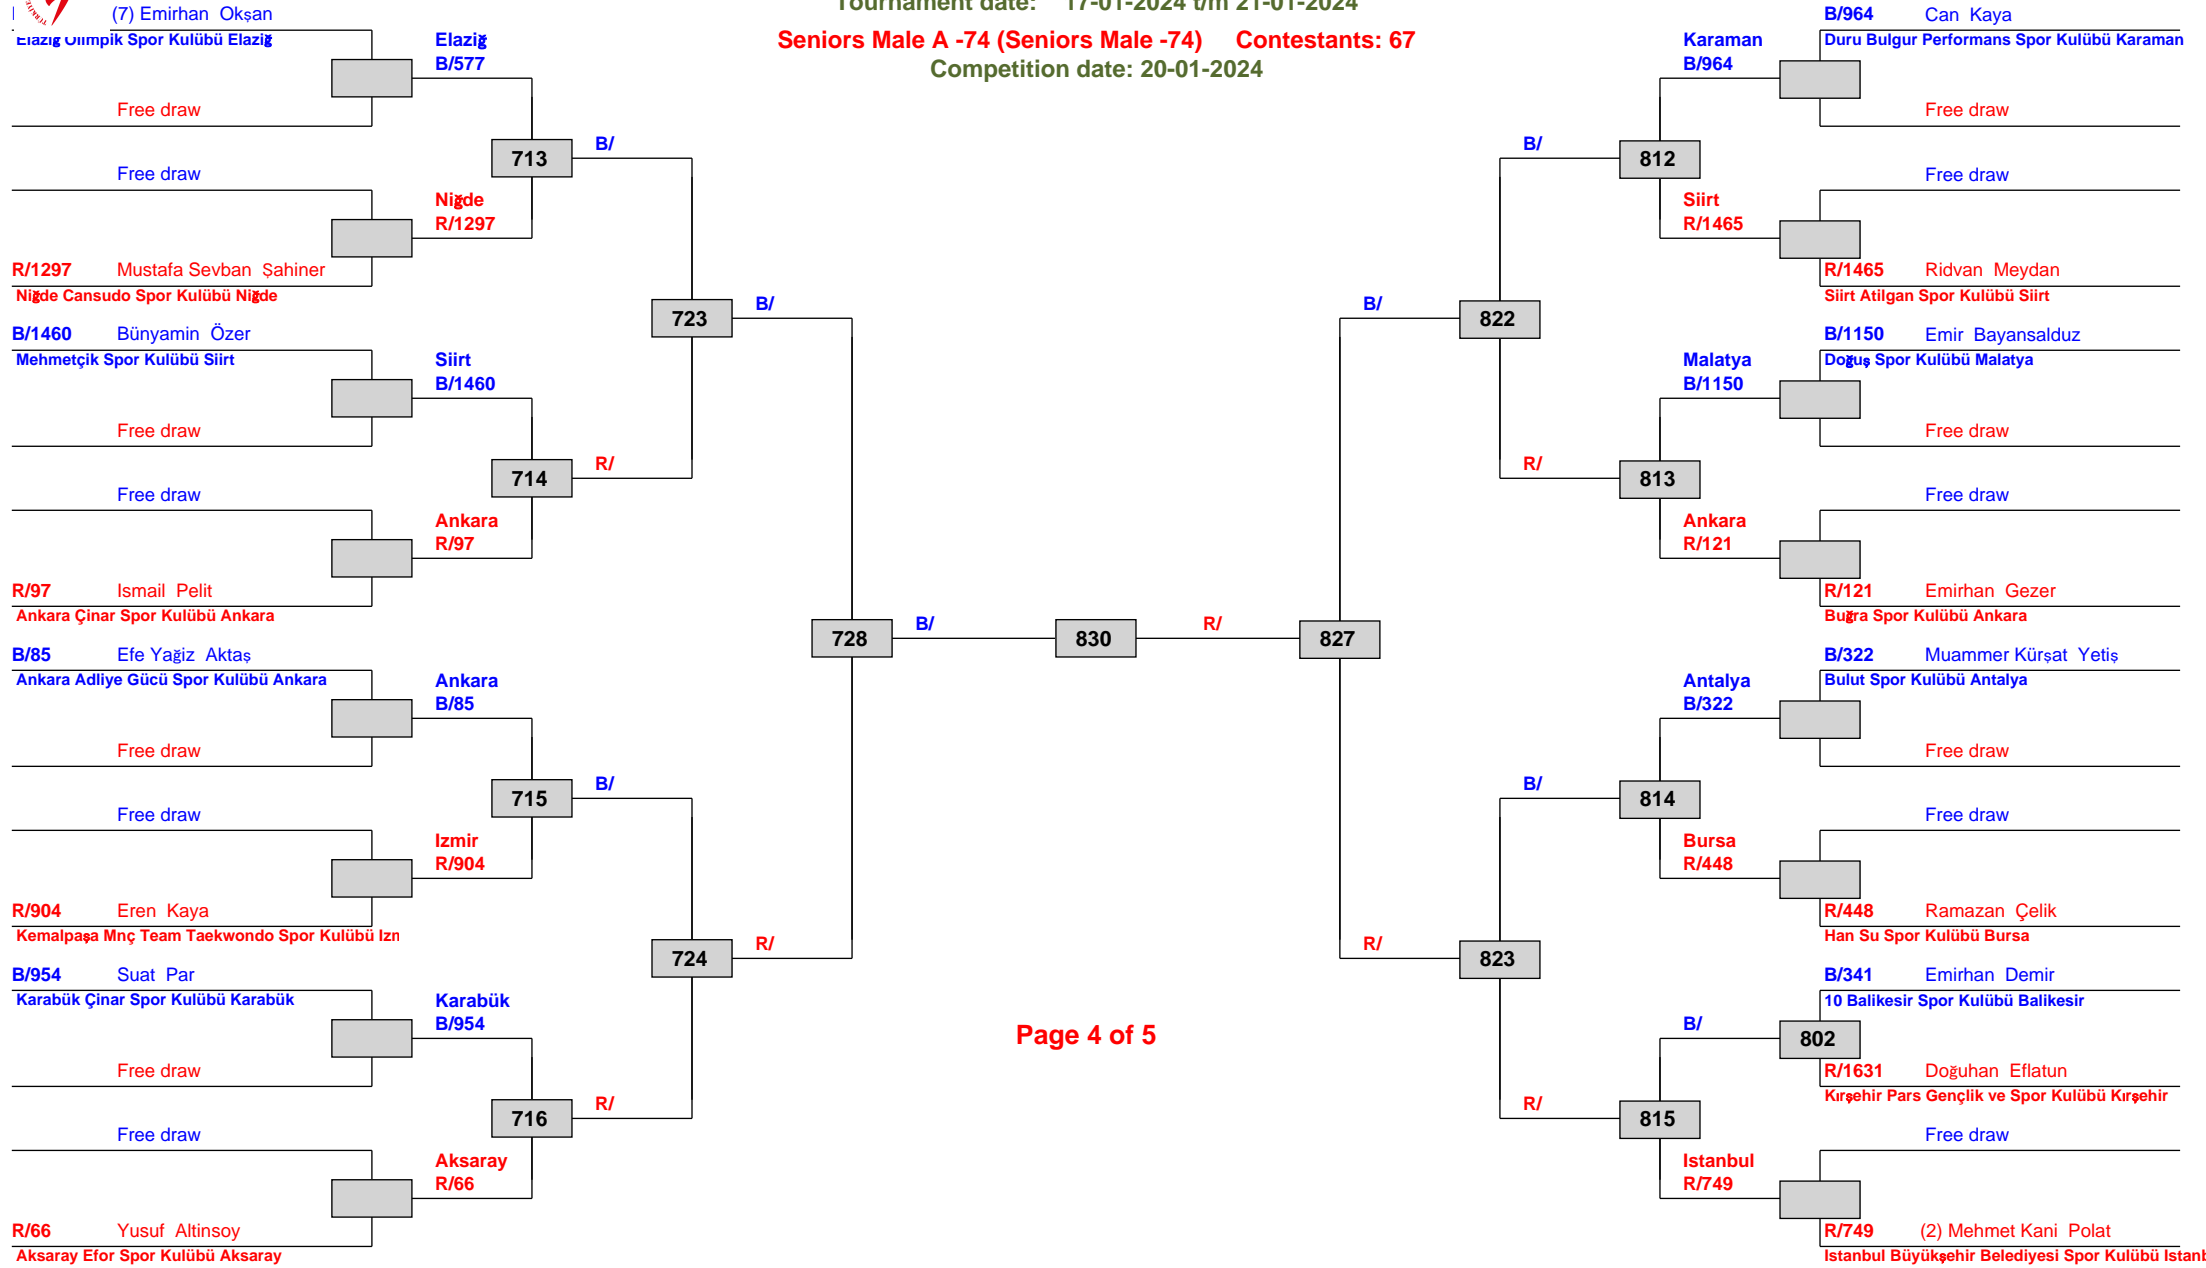 Tournament date: 17-01-2024 t/m 21-01-2024
Seniors Male A -74 (Seniors Male -74) Contestants: 67
Competition date: 20-01-2024
(7) Emirhan Okşan
Elazığ Olimpik Spor Kulübü Elaziğ
Free draw
Free draw
R/1297 Mustafa Sevban Şahiner
Niğde Cansudo Spor Kulübü Niğde
B/1460 Bünyamin Özer
Mehmetçik Spor Kulübü Siirt
Free draw
Free draw
R/97 Ismail Pelit
Ankara Çinar Spor Kulübü Ankara
B/85 Efe Yağiz Aktaş
Ankara Adliye Gücü Spor Kulübü Ankara
Free draw
Free draw
R/904 Eren Kaya
Kemalpaşa Mnç Team Taekwondo Spor Kulübü Izn
B/954 Suat Par
Karabük Çinar Spor Kulübü Karabük
Free draw
Free draw
R/66 Yusuf Altinsoy
Aksaray Efor Spor Kulübü Aksaray
Elaziğ
B/577
Niğde
R/1297
Siirt
B/1460
Ankara
R/97
Ankara
B/85
Izmir
R/904
Karabük
B/954
Aksaray
R/66
713
714
715
716
B/
R/
B/
R/
723
724
B/
R/
728
B/
830
R/
827
B/
R/
822
823
B/
R/
B/
R/
812
813
814
815
Karaman
B/964
Siirt
R/1465
Malatya
B/1150
Ankara
R/121
Antalya
B/322
Bursa
R/448
B/
802
Istanbul
R/749
B/964 Can Kaya
Duru Bulgur Performans Spor Kulübü Karaman
Free draw
Free draw
R/1465 Ridvan Meydan
Siirt Atilgan Spor Kulübü Siirt
B/1150 Emir Bayansalduz
Doğuş Spor Kulübü Malatya
Free draw
Free draw
R/121 Emirhan Gezer
Buğra Spor Kulübü Ankara
B/322 Muammer Kürşat Yetiş
Bulut Spor Kulübü Antalya
Free draw
Free draw
R/448 Ramazan Çelik
Han Su Spor Kulübü Bursa
B/341 Emirhan Demir
10 Balikesir Spor Kulübü Balikesir
R/1631 Doğuhan Eflatun
Kırşehir Pars Gençlik ve Spor Kulübü Kırşehir
Free draw
R/749 (2) Mehmet Kani Polat
Istanbul Büyükşehir Belediyesi Spor Kulübü Istanb
Page 4 of 5